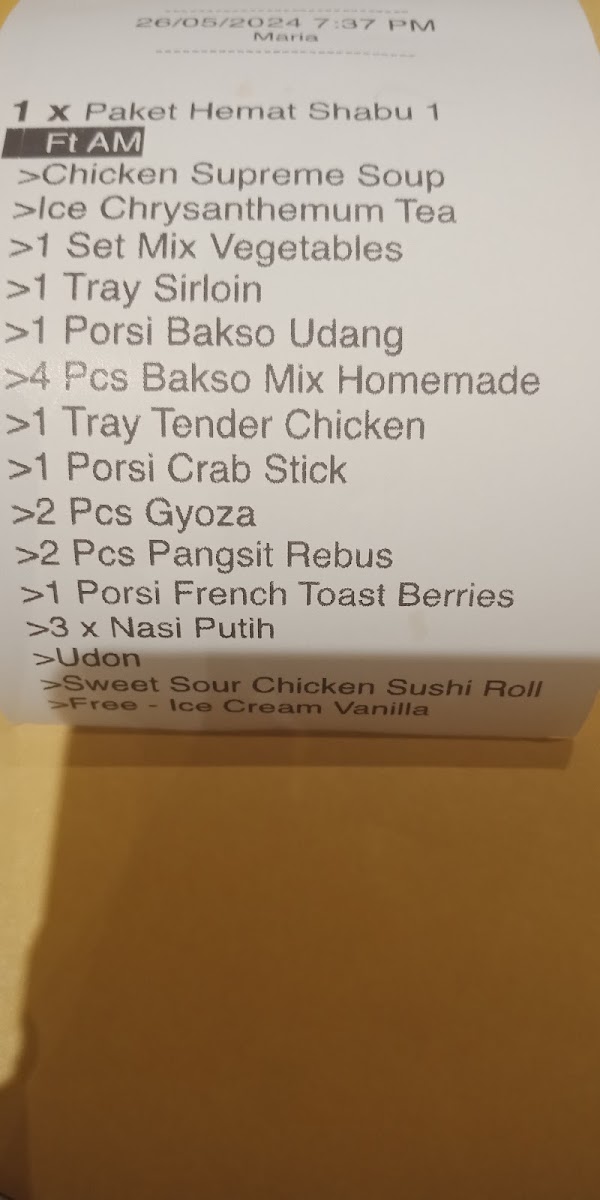 26/05/2024 7:37 PM
Maria
1 x Paket Hemat Shabu 1
Ft AM
>Chicken Supreme Soup
>Ice Chrysanthemum Tea
>1 Set Mix Vegetables
>1 Tray Sirloin
>1 Porsi Bakso Udang
>4 Pcs Bakso Mix Homemade
>1 Tray Tender Chicken
>1 Porsi Crab Stick
>2 Pcs Gyoza
>2 Pcs Pangsit Rebus
>1 Porsi French Toast Berries
>3 x Nasi Putih
>Udon
>Sweet Sour Chicken Sushi Roll
>Free - Ice Cream Vanilla